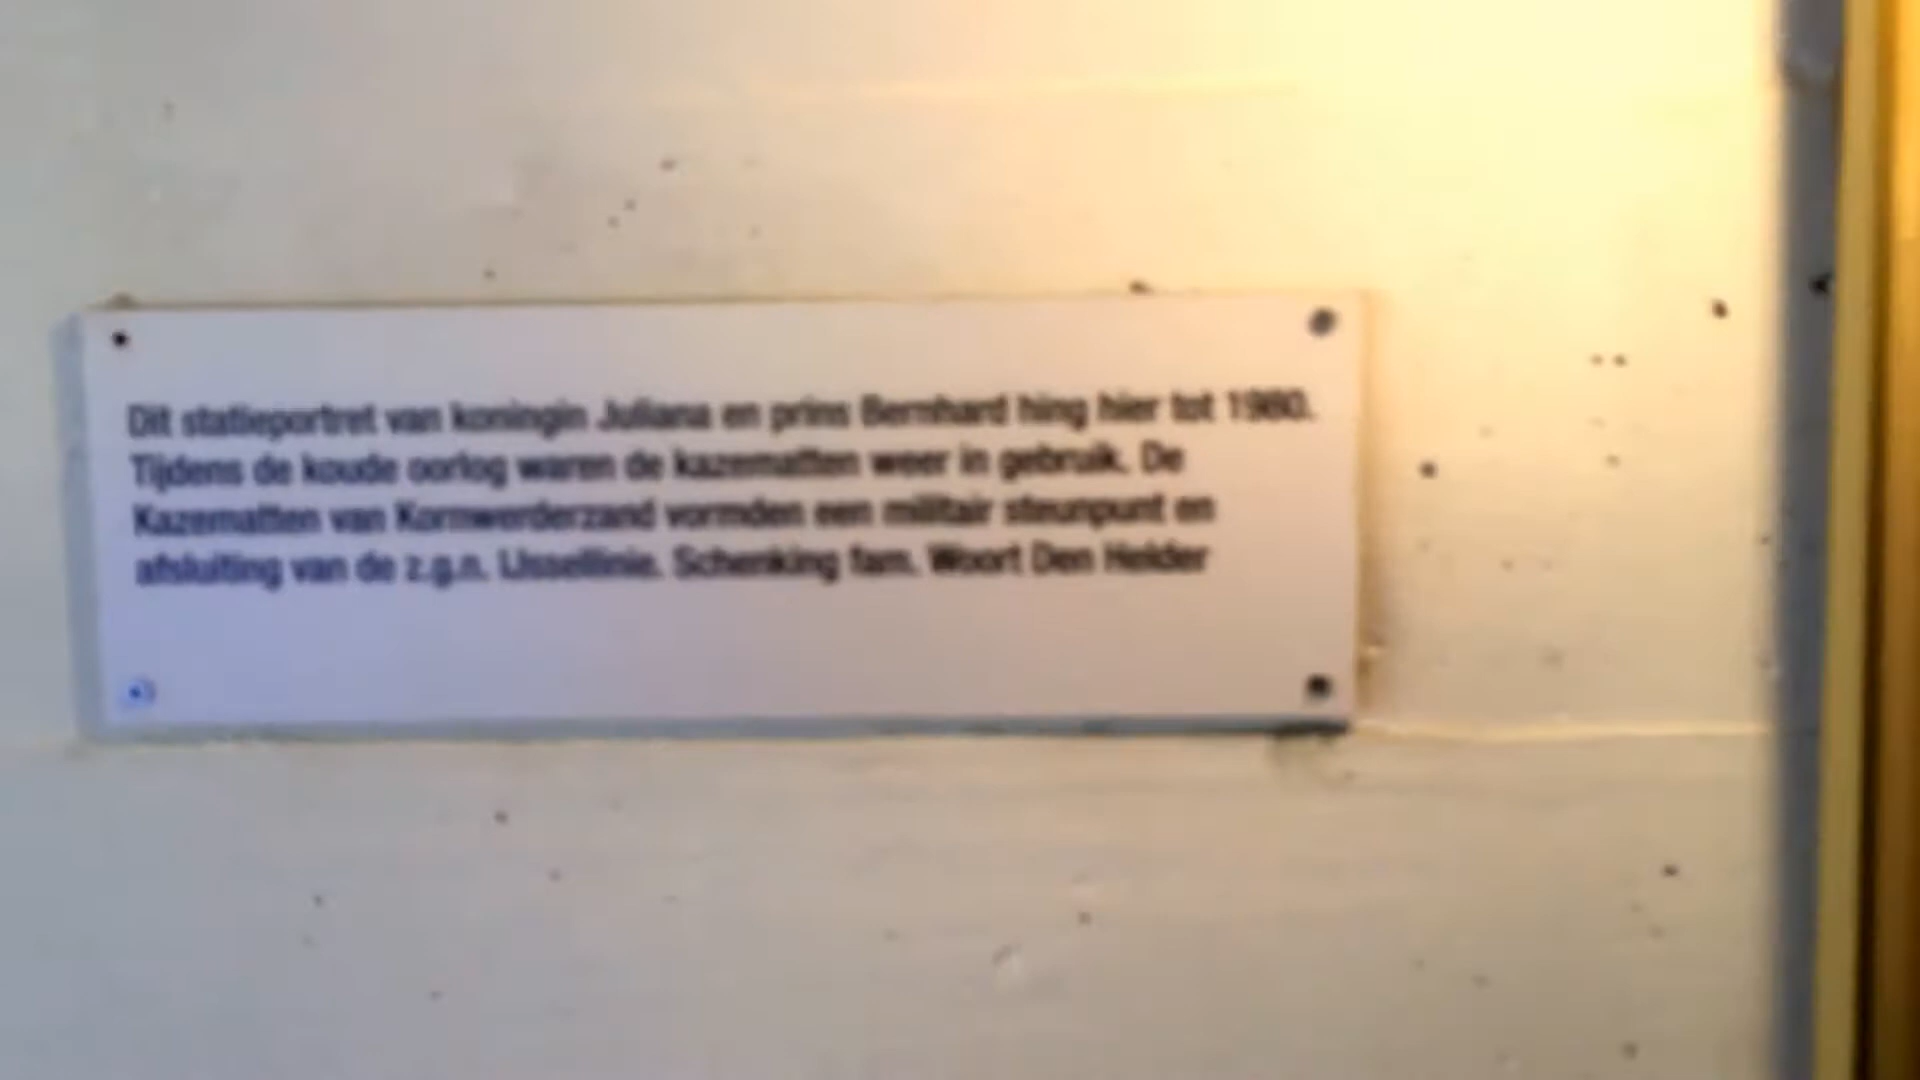 Dit statieportret van koningin Juliana en prins Bernhard hing hier tot 1980.
Tijdens de koude oorlog waren de kazematten weer in gebruik. De
Kazematten van Kornwerderzand vormden een militair steunpunt en
afsluiting van de z.g.n. IJssellinie. Schenking fam. Woort Den Helder